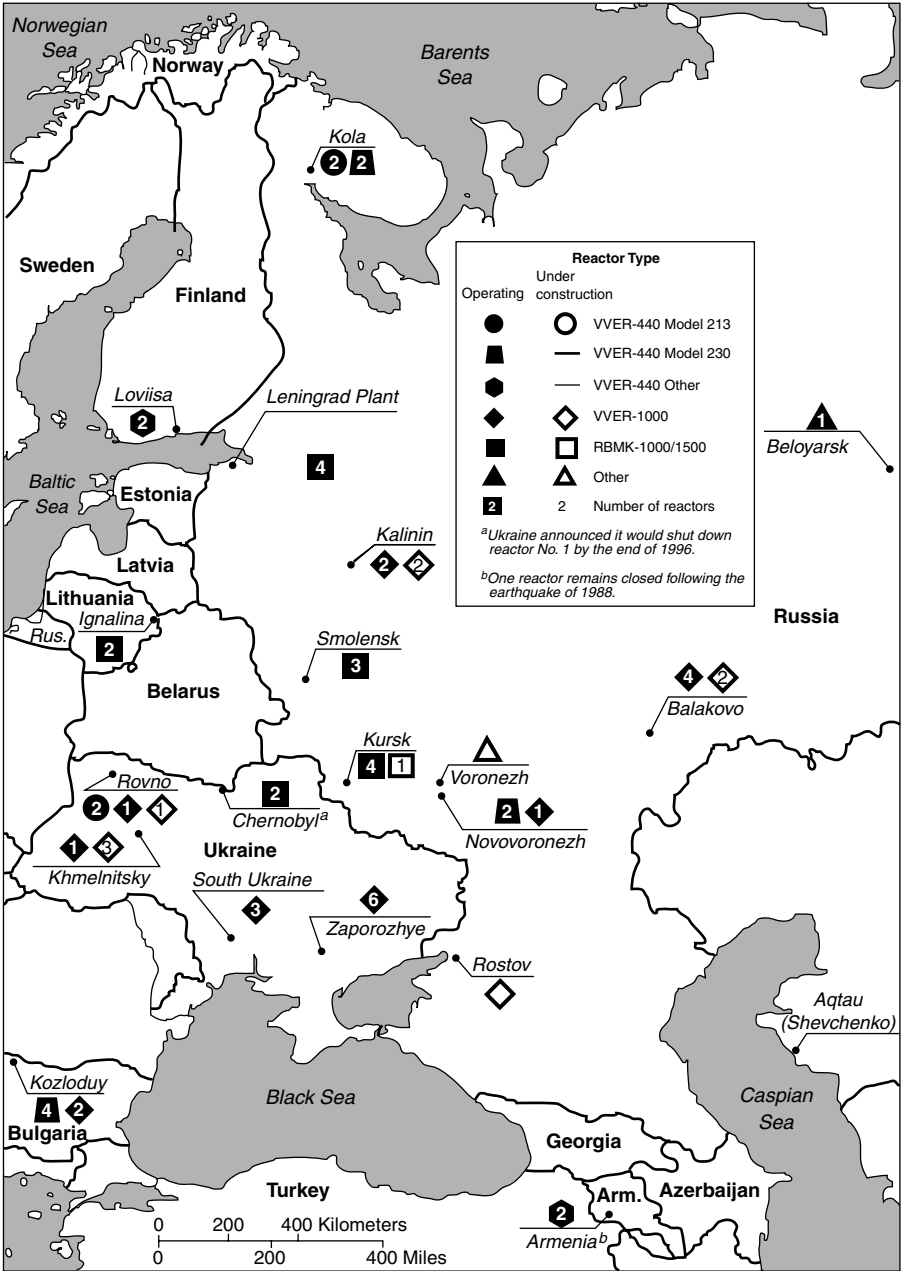 Norwegian
Sea
Barents
Sea
Norway
Kola
2 2
Sweden
Finland
Reactor Type
Operating
Under
construction
VVER-440 Model 213
VVER-440 Model 230
VVER-440 Other
VVER-1000
RBMK-1000/1500
Other
2 2 Number of reactors
aUkraine announced it would shut down
reactor No. 1 by the end of 1996.
bOne reactor remains closed following the
earthquake of 1988.
Loviisa
2
Leningrad Plant
4
1
Beloyarsk
Baltic
Sea
Estonia
Kalinin
2 2
Latvia
Lithuania
Ignalina
2
Rus.
Russia
Smolensk
3
Belarus
4 2
Balakovo
Kursk
4 1
Voronezh
2 1
Novovoronezh
Rovno
2 1 1
2
Chernobyla
1 3
Khmelnitsky
Ukraine
South Ukraine
3
6
Zaporozhye
Rostov
Aqtau
(Shevchenko)
Kozloduy
4 2
Bulgaria
Black Sea
Caspian
Sea
Georgia
Turkey
Arm.
Azerbaijan
2
Armeniab
0 200 400 Kilometers
0 200 400 Miles